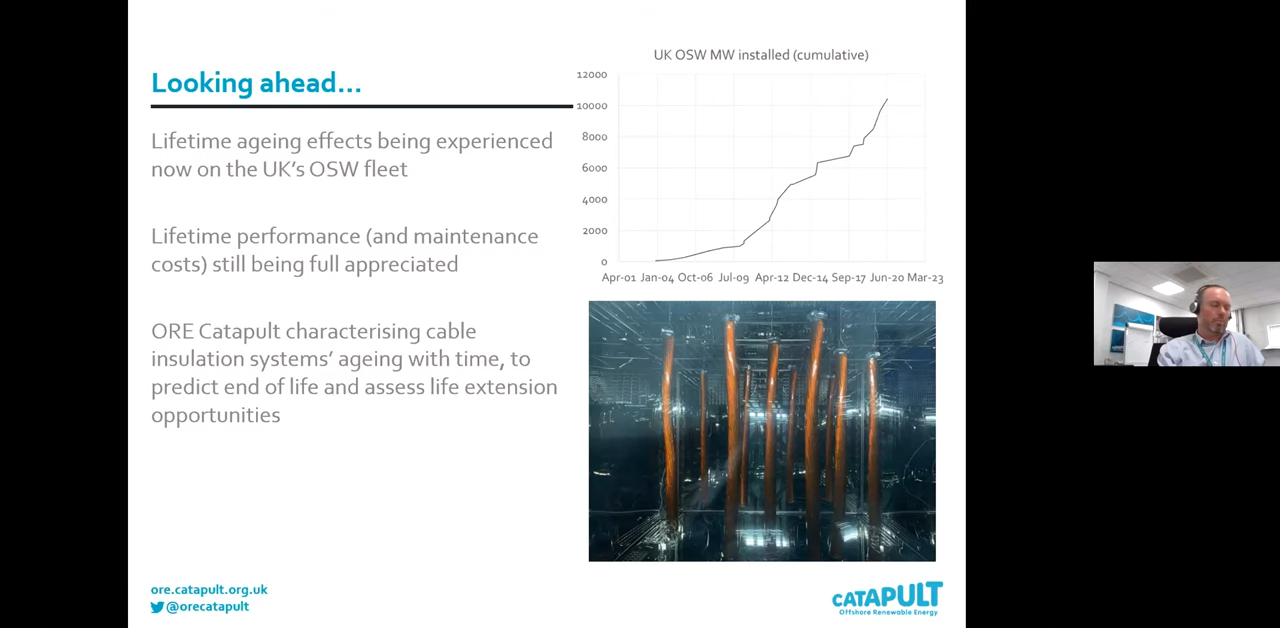 Looking ahead...
Lifetime ageing effects being experienced
now on the UK's OSW fleet
Lifetime performance (and maintenance
costs) still being full appreciated
ORE Catapult characterising cable
insulation systems' ageing with time, to
predict end of life and assess life extension
opportunities
UK OSW MW installed (cumulative)
12000
10000
8000
6000
4000
2000
0
Apr-01 Jan-04 Oct-06 Jul-09 Apr-12 Dec-14 Sep-17 Jun-20 Mar-23
ore.catapult.org.uk
@orecatapult
CATAPULT
Offshore Renewable Energy